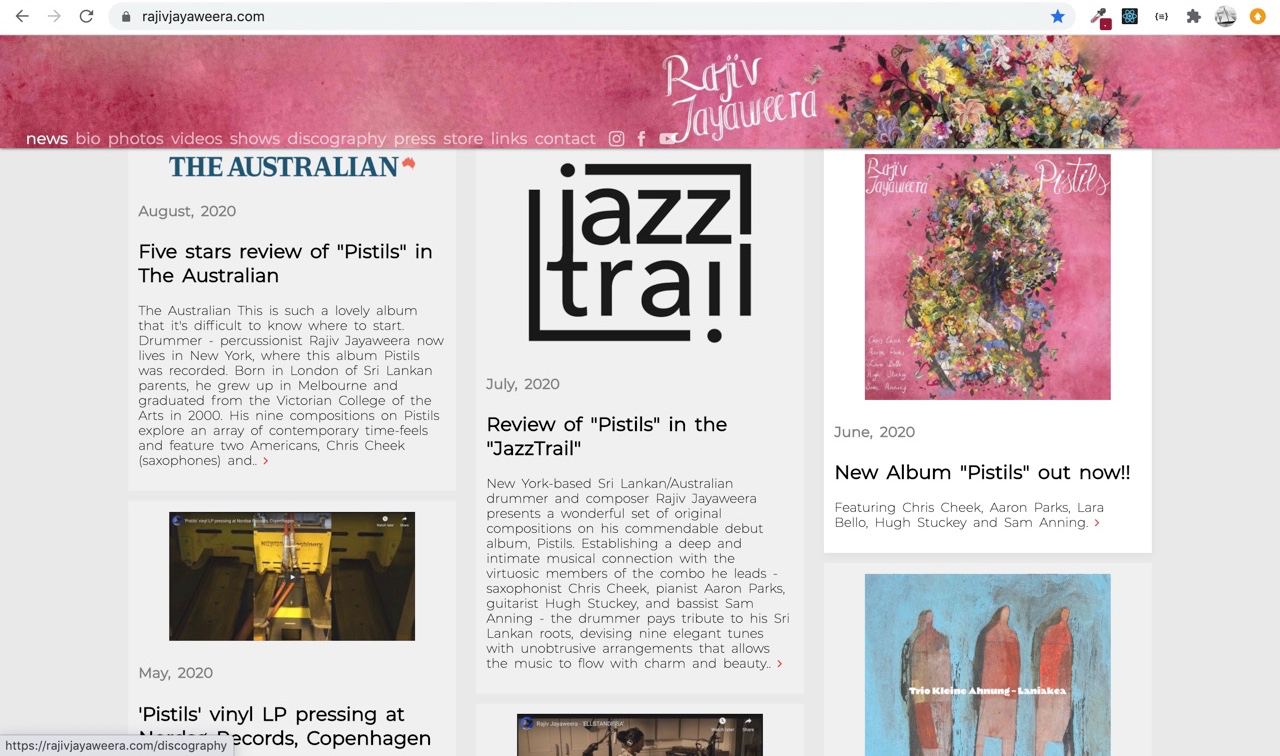 rajivjayaweera.com
Rajiv
Jayaweera
news bio photos videos shows discography press store links contact
THE AUSTRALIAN
August, 2020
Five stars review of "Pistils" in
The Australian
The Australian This is such a lovely album
that it's difficult to know where to start.
Drummer - percussionist Rajiv Jayaweera now
lives in New York, where this album Pistils
was recorded. Born in London of Sri Lankan
parents, he grew up in Melbourne and
graduated from the Victorian College of the
Arts in 2000. His nine compositions on Pistils
explore an array of contemporary time-feels
and feature two Americans, Chris Cheek
(saxophones) and.. >
'Pistils' vinyl LP pressing at Nordso Records, Copenhagen
Watch later
Share
May, 2020
'Pistils' vinyl LP pressing at
Nordso Records, Copenhagen
jazz
trail
July, 2020
Review of "Pistils" in the
"JazzTrail"
New York-based Sri Lankan/Australian
drummer and composer Rajiv Jayaweera
presents a wonderful set of original
compositions on his commendable debut
album, Pistils. Establishing a deep and
intimate musical connection with the
virtuosic members of the combo he leads -
saxophonist Chris Cheek, pianist Aaron Parks,
guitarist Hugh Stuckey, and bassist Sam
Anning - the drummer pays tribute to his Sri
Lankan roots, devising nine elegant tunes
with unobtrusive arrangements that allows
the music to flow with charm and beauty.. >
Rajiv Jayaweera - 'ELLSTANDISSA'
Watch later
Share
Rajiv
Jayaweera
Pistils
Chris Cheek
Aaron Parks
Lara Bello
Hugh Stuckey
Sam Anning
June, 2020
New Album "Pistils" out now!!
Featuring Chris Cheek, Aaron Parks, Lara
Bello, Hugh Stuckey and Sam Anning. >
Trio Kleine Ahnung - Laniakea
https://rajivjayaweera.com/discography